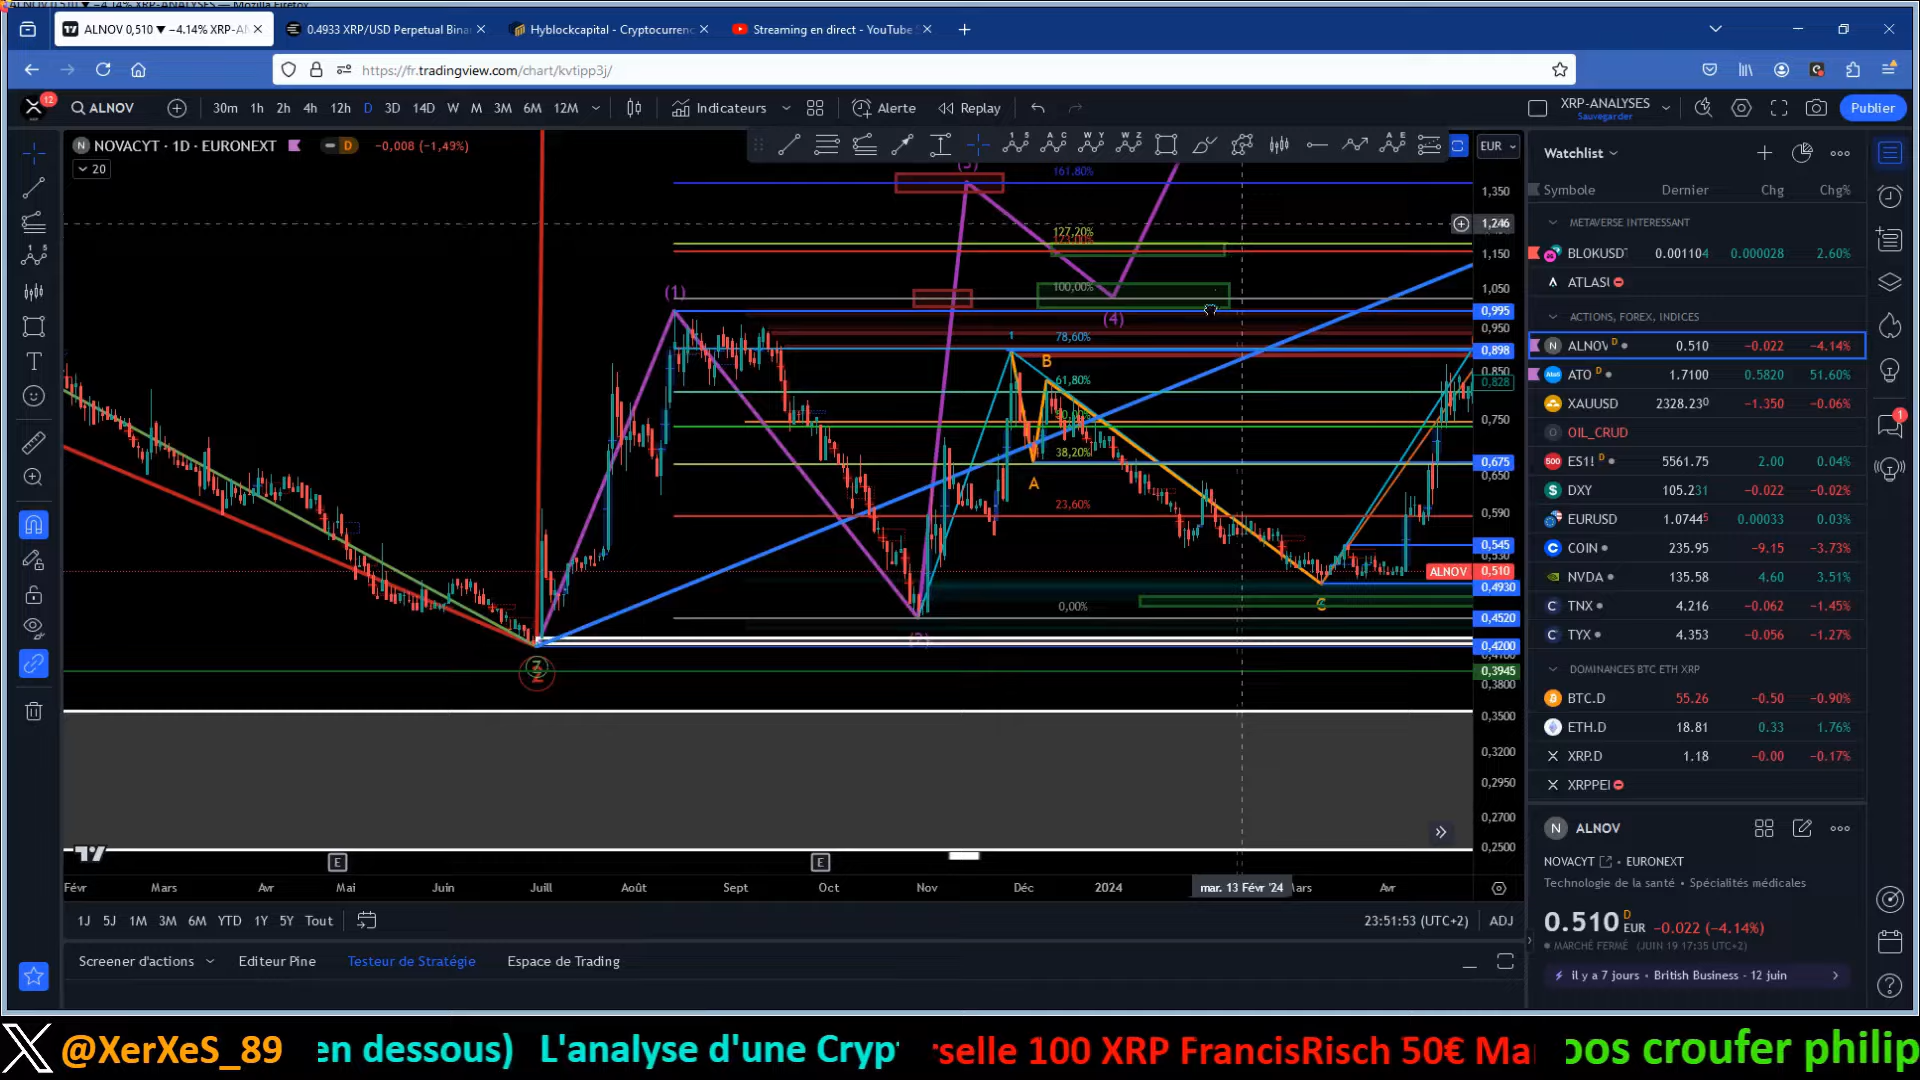 ALNOV 0,510 ▼ −4.14% XRP-AN
0.4933 XRP/USD Perpetual Bina
Hyblockcapital - Cryptocurrenc
Streaming en direct - YouTube
https://fr.tradingview.com/chart/kvtipp3j/
12
ALNOV
30m 1h 2h 4h 12h D 3D 14D W M 3M 6M 12M
Indicateurs
Alerte
Replay
XRP-ANALYSES
Sauvegarder
Publier
NOVACYT · 1D · EURONEXT
D
−0,008 (−1,49%)
20
EUR
161,80%
127,20%
100,00%
78,60%
61,80%
38,20%
23,60%
0,00%
(1)
(4)
1
B
A
C
1,350
1,246
1,150
1,050
0,995
0,950
0,898
0,850
0,828
0,750
0,675
0,650
0,590
0,545
ALNOV 0,510
0,4930
0,4520
0,4200
0,3945
0,3800
0,3500
0,3200
0,2950
0,2700
0,2500
E
E
Févr Mars Avr Mai Juin Juill Août Sept Oct Nov Déc 2024 mar. 13 Févr '24 Mars Avr
1J 5J 1M 3M 6M YTD 1Y 5Y Tout
23:51:53 (UTC+2)
ADJ
Screener d'actions
Editeur Pine
Testeur de Stratégie
Espace de Trading
Watchlist
Symbole Dernier Chg Chg%
METAVERSE INTERESSANT
BLOKUSDT 0.001104 0.000028 2.60%
ATLASU
ACTIONS, FOREX, INDICES
ALNOV D 0.510 −0.022 −4.14%
ATO D 1.7100 0.5820 51.60%
XAUUSD 2328.230 −1.350 −0.06%
OIL_CRUD
ES1! D 5561.75 2.00 0.04%
DXY 105.231 −0.022 −0.02%
EURUSD 1.07445 0.00033 0.03%
COIN 235.95 −9.15 −3.73%
NVDA 135.58 4.60 3.51%
TNX 4.216 −0.062 −1.45%
TYX 4.353 −0.056 −1.27%
DOMINANCES BTC ETH XRP
BTC.D 55.26 −0.50 −0.90%
ETH.D 18.81 0.33 1.76%
XRP.D 1.18 −0.00 −0.17%
XRPPEI
ALNOV
NOVACYT • EURONEXT
Technologie de la santé • Spécialités médicales
0.510 D EUR −0.022 (−4.14%)
MARCHÉ FERMÉ (JUIN 19 17:35 UTC+2)
il y a 7 jours • British Business - 12 juin
1
@XerXeS_89
en dessous) L'analyse d'une Cryp
rselle 100 XRP FrancisRisch 50€ Ma
oos croufer philip